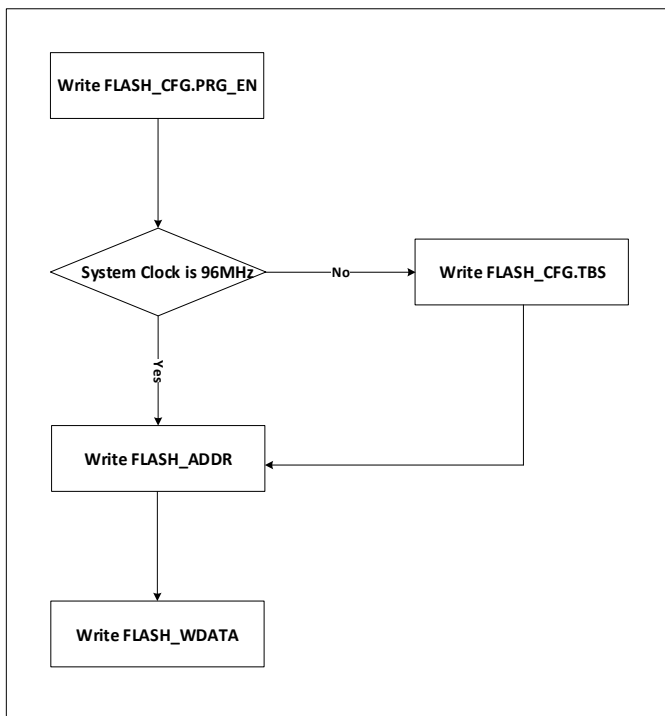 Write FLASH_CFG.PRG_EN
System Clock is 96MHz
No
Write FLASH_CFG.TBS
Yes
Write FLASH_ADDR
Write FLASH_WDATA